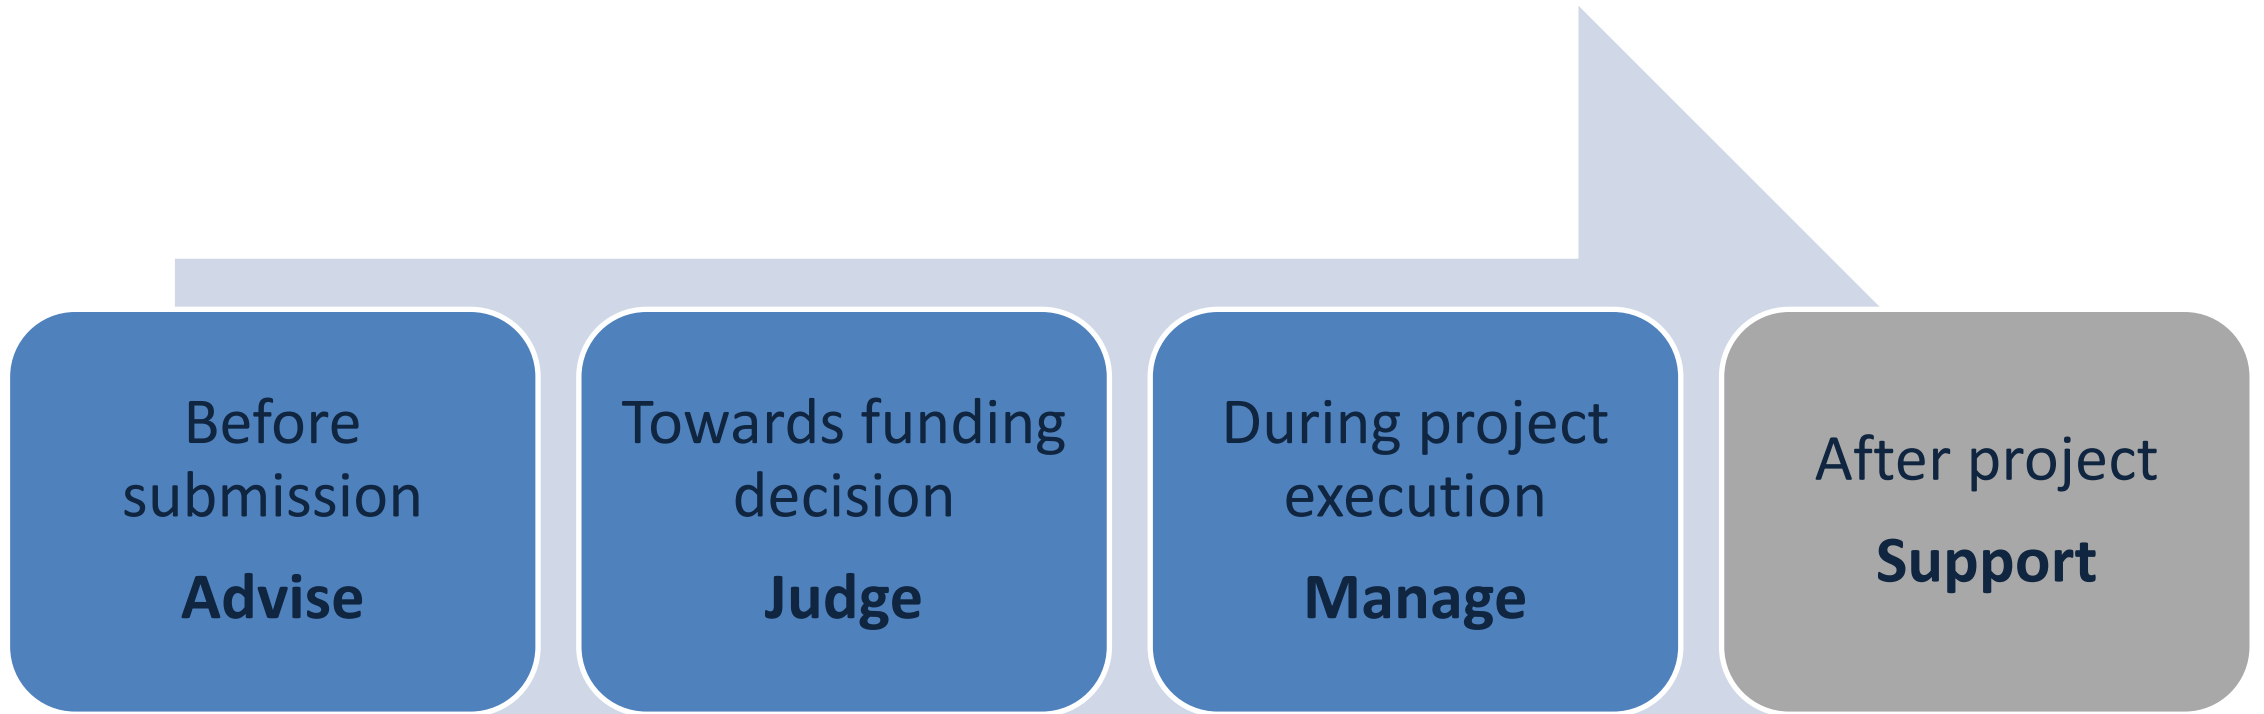 Before
submission
Advise
Towards funding
decision
Judge
During project
execution
Manage
After project
Support